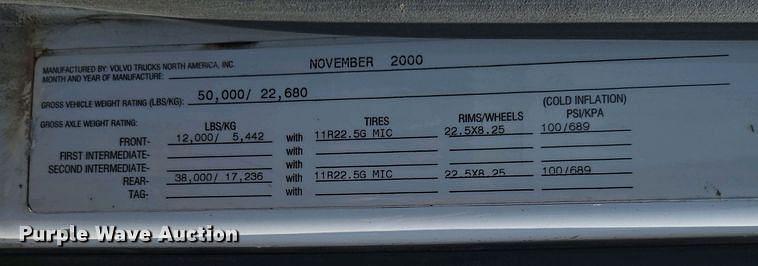 MANUFACTURED BY: VOLVO TRUCKS NORTH AMERICA, INC.
MONTH AND YEAR OF MANUFACTURE: NOVEMBER 2000
GROSS VEHICLE WEIGHT RATING (LBS/KG): 50,000/ 22,680
GROSS AXLE WEIGHT RATING: LBS/KG TIRES RIMS/WHEELS (COLD INFLATION) PSI/KPA
FRONT- 12,000/ 5,442 with 11R22.5G MIC 22.5X8.25 100/689
FIRST INTERMEDIATE- with
SECOND INTERMEDIATE- with
REAR- 38,000/ 17,236 with 11R22.5G MIC 22.5X8.25 100/689
TAG- with
Purple Wave Auction